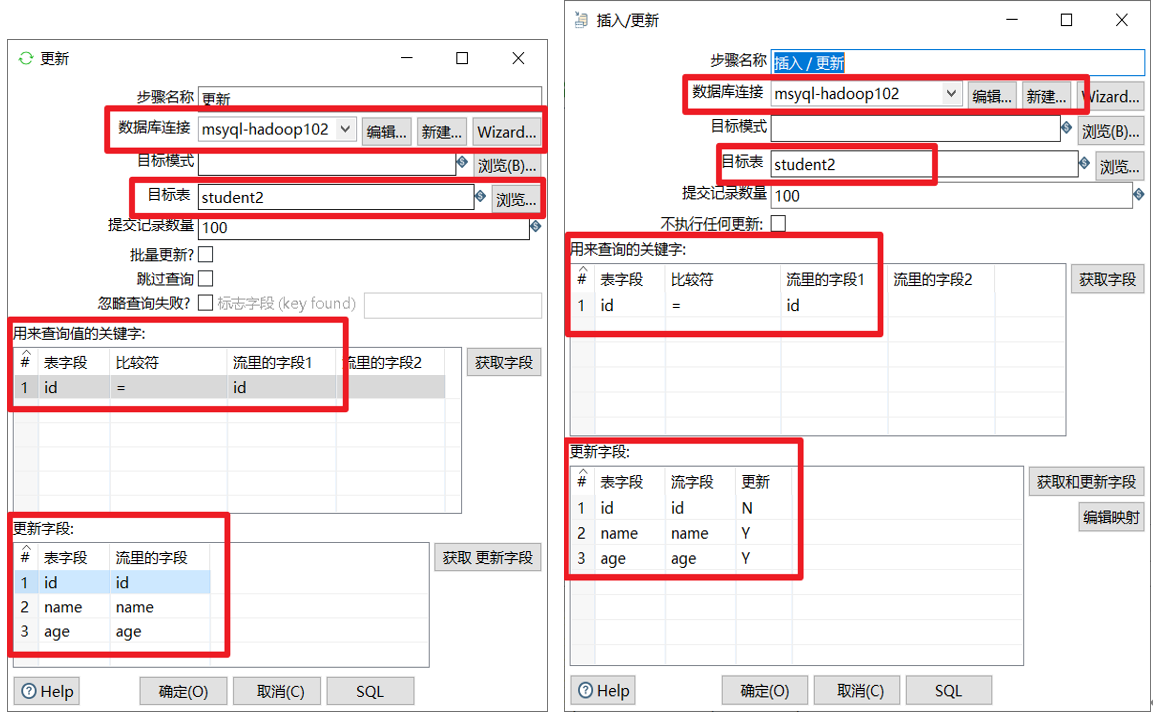 更新
步骤名称 更新
数据库连接 msyql-hadoop102 编辑... 新建... Wizard...
目标模式 浏览(B)...
目标表 student2 浏览...
提交记录数量 100
批量更新?
跳过查询
忽略查询失败? 标志字段 (key found)
用来查询值的关键字:
# 表字段 比较符 流里的字段1 流里的字段2 获取字段
1 id = id
更新字段:
# 表字段 流里的字段 获取 更新字段
1 id id
2 name name
3 age age
Help 确定(O) 取消(C) SQL
插入/更新
步骤名称 插入 / 更新
数据库连接 msyql-hadoop102 编辑... 新建... Wizard...
目标模式 浏览(B)...
目标表 student2 浏览...
提交记录数量 100
不执行任何更新:
用来查询的关键字:
# 表字段 比较符 流里的字段1 流里的字段2 获取字段
1 id = id
更新字段:
# 表字段 流字段 更新 获取和更新字段
1 id id N 编辑映射
2 name name Y
3 age age Y
Help 确定(O) 取消(C) SQL